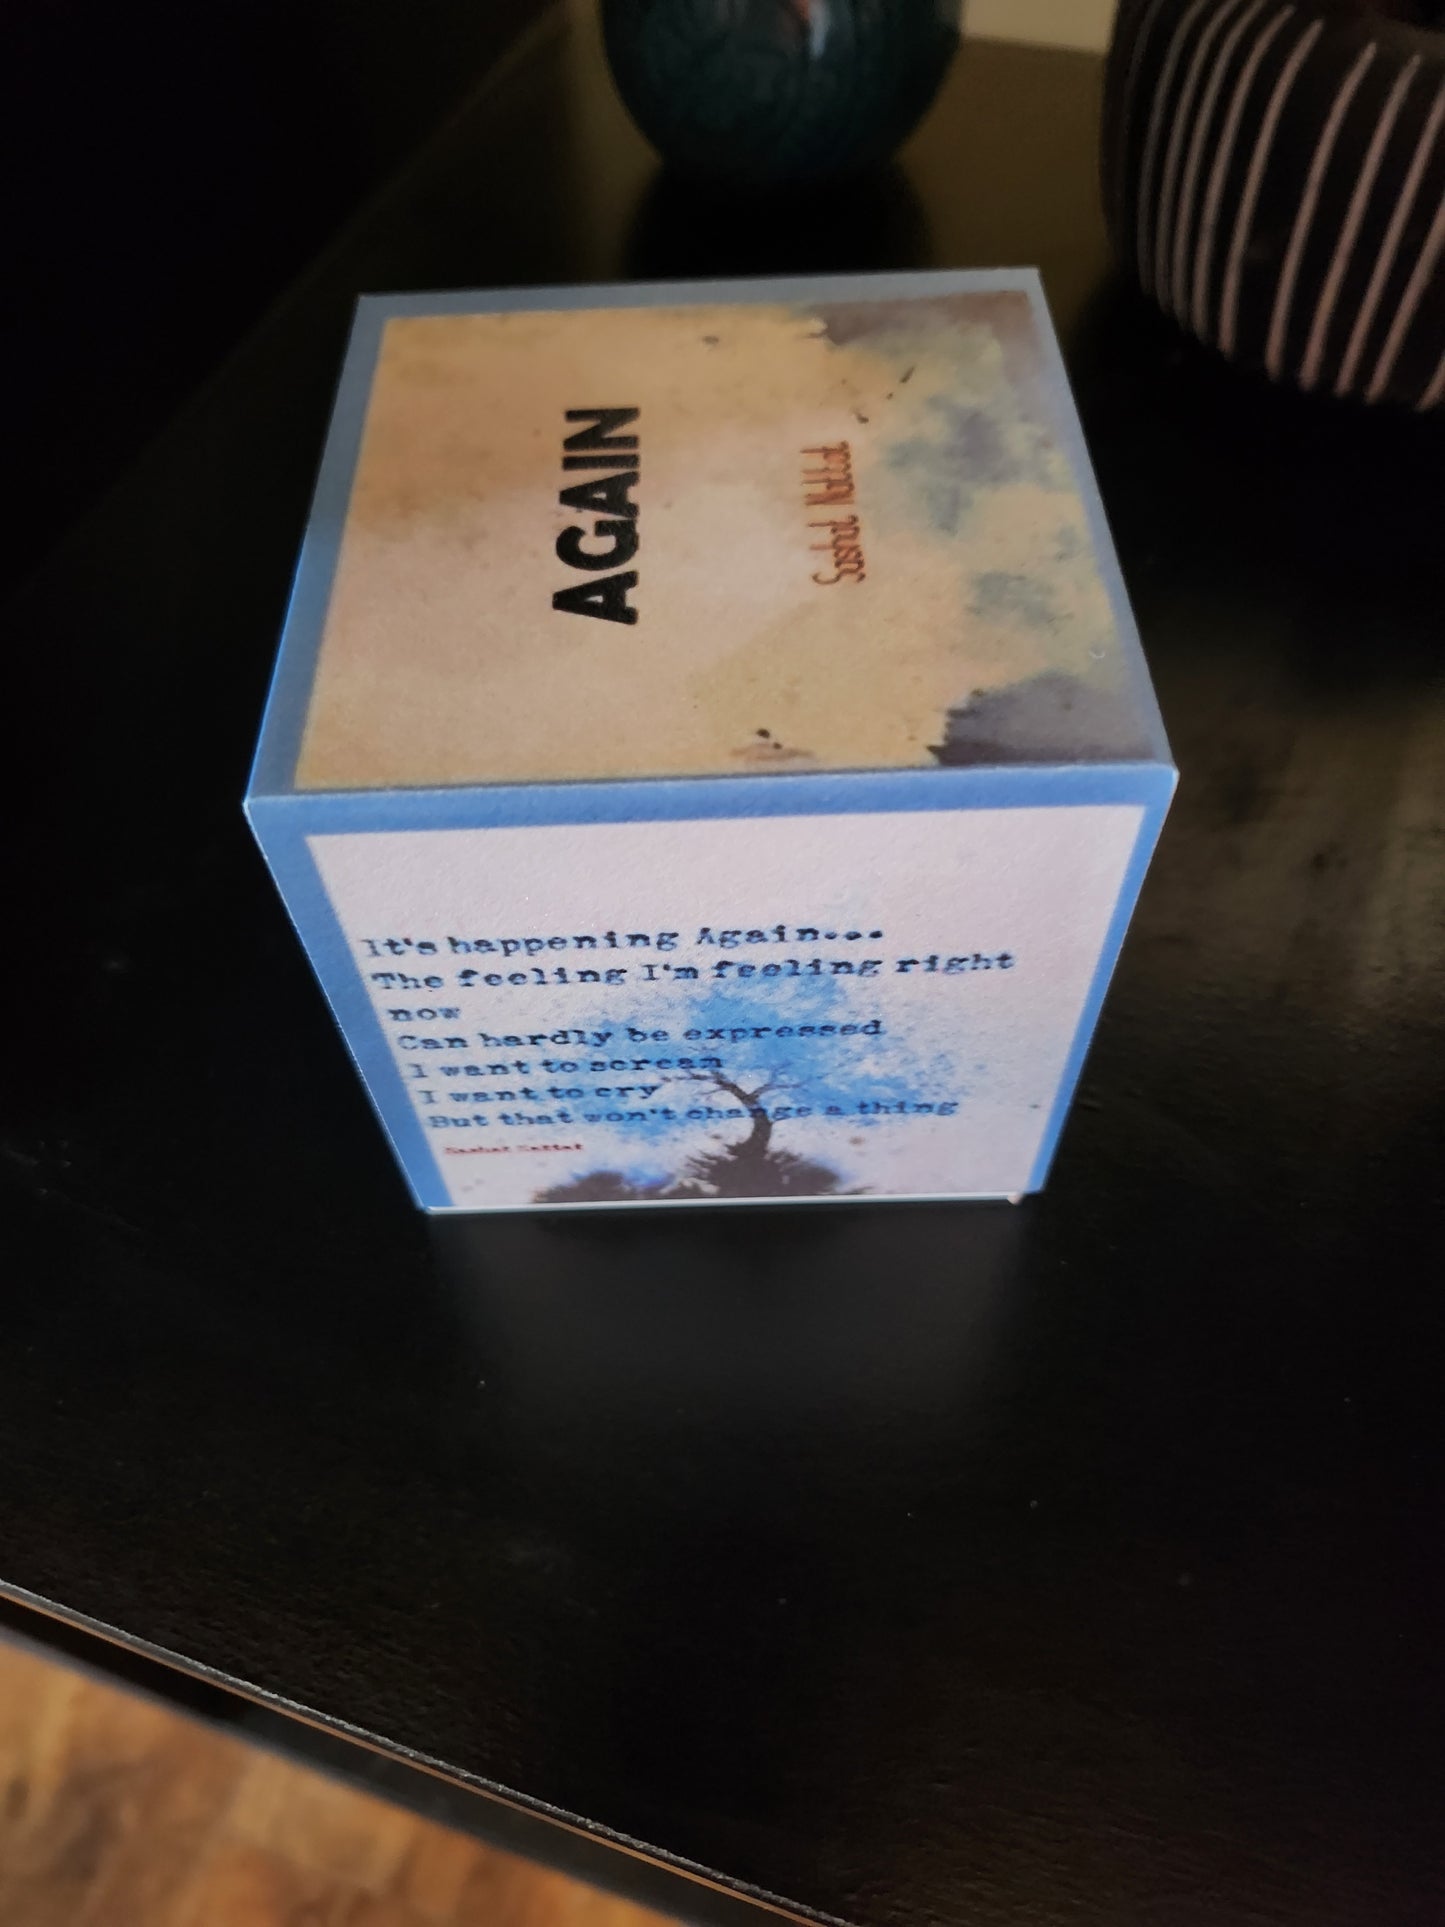 AGAIN
It's happening Again...
The feeling I'm feeling right
now
Can hardly be expressed
I want to scream
I want to cry
But that won't change a thing